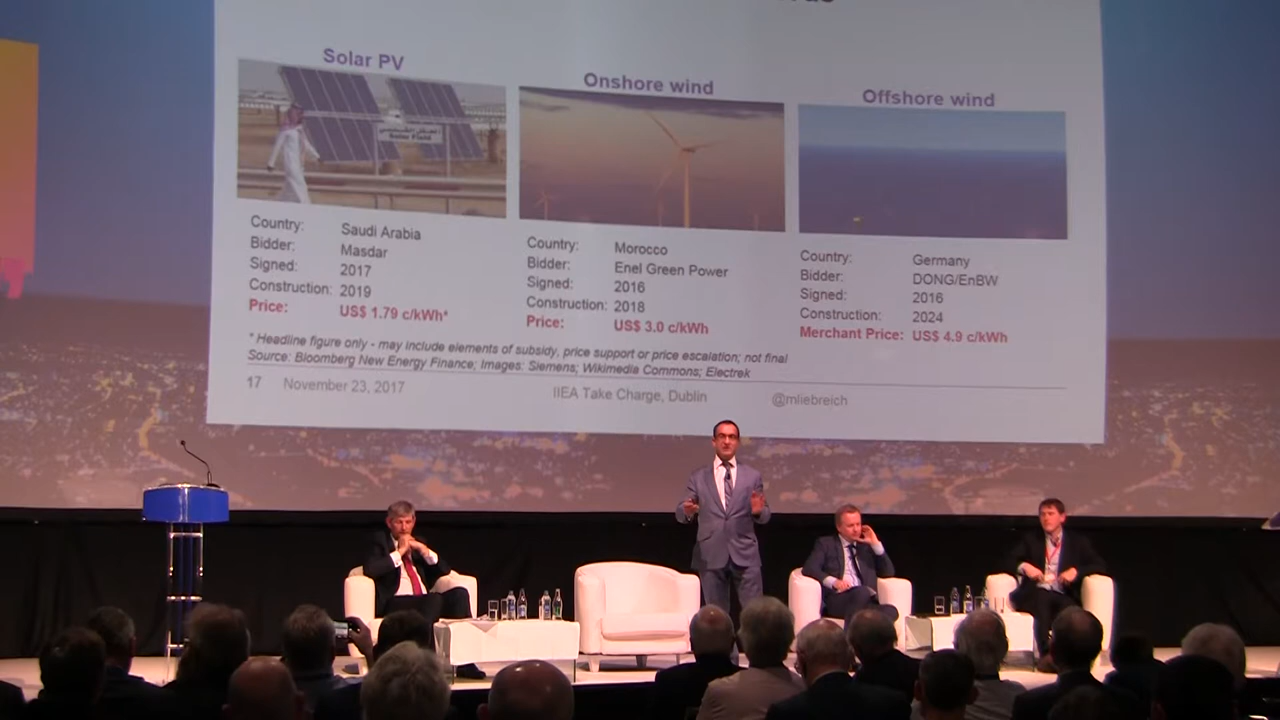 Solar PV
Onshore wind
Offshore wind
Solar Field
Country: Saudi Arabia
Bidder: Masdar
Signed: 2017
Construction: 2019
Price: US$ 1.79 c/kWh*
Country: Morocco
Bidder: Enel Green Power
Signed: 2016
Construction: 2018
Price: US$ 3.0 c/kWh
Country: Germany
Bidder: DONG/EnBW
Signed: 2016
Construction: 2024
Merchant Price: US$ 4.9 c/kWh
* Headline figure only - may include elements of subsidy, price support or price escalation; not final
Source: Bloomberg New Energy Finance; Images: Siemens; Wikimedia Commons; Electrek
17 November 23, 2017 IIEA Take Charge, Dublin @mliebreich